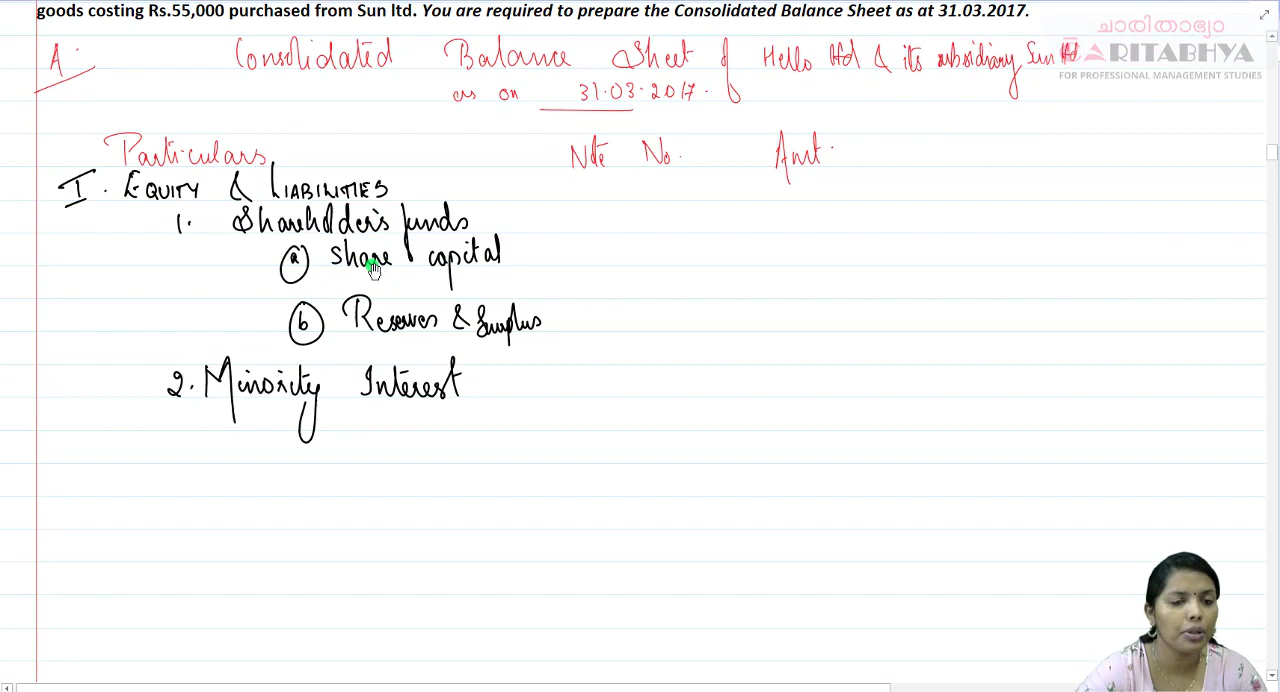 goods costing Rs.55,000 purchased from Sun ltd. You are required to prepare the Consolidated Balance Sheet as at 31.03.2017.
ചാരിതാഭ്യാ
ARITABHYA
FOR PROFESSIONAL MANAGEMENT STUDIES
A: Consolidated Balance Sheet of Hello ltd & its subsidiary Sun ltd
as on 31.03.2017.
Particulars Note No. Amt.
I. EQUITY & LIABILITIES
1. Shareholder's funds
(a) Share capital
(b) Reserves & Surplus
2. Minority Interest